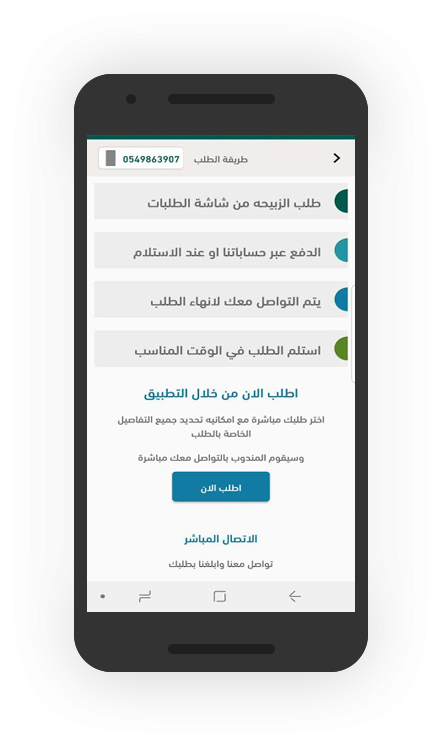 طريقة الطلب 0549863907
طلب الزبيحه من شاشة الطلبات
الدفع عبر حساباتنا او عند الاستلام
يتم التواصل معك لانهاء الطلب
استلم الطلب في الوقت المناسب
اطلب الان من خلال التطبيق
اختر طلبك مباشرة مع امكانيه تحديد جميع التفاصيل
الخاصة بالطلب
وسيقوم المندوب بالتواصل معك مباشرة
اطلب الان
الاتصال المباشر
تواصل معنا وابلغنا بطلبك